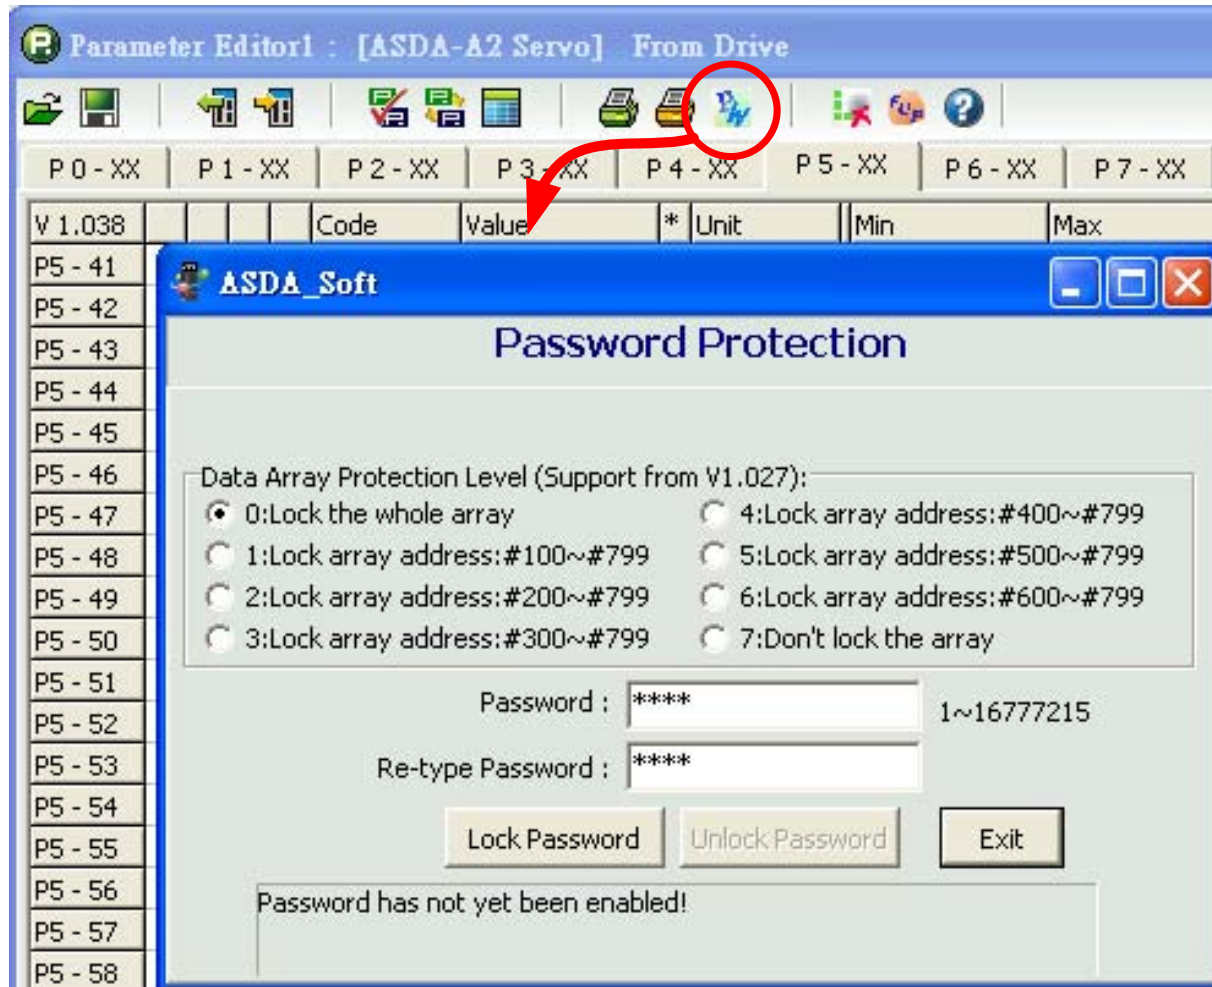 Parameter Editor1 : [ASDA-A2 Servo] From Drive
PW
P 0 - XX P 1 - XX P 2 - XX P 3 - XX P 4 - XX P 5 - XX P 6 - XX P 7 - XX
V 1.038 Code Value * Unit Min Max
P5 - 41
ASDA_Soft
P5 - 42
Password Protection
P5 - 43
P5 - 44
P5 - 45
P5 - 46
Data Array Protection Level (Support from V1.027):
P5 - 47
0:Lock the whole array 4:Lock array address:#400~#799
P5 - 48
1:Lock array address:#100~#799 5:Lock array address:#500~#799
P5 - 49
2:Lock array address:#200~#799 6:Lock array address:#600~#799
P5 - 50
3:Lock array address:#300~#799 7:Don't lock the array
P5 - 51
Password : **** 1~16777215
P5 - 52
P5 - 53
Re-type Password : ****
P5 - 54
P5 - 55
Lock Password Unlock Password Exit
P5 - 56
Password has not yet been enabled!
P5 - 57
P5 - 58